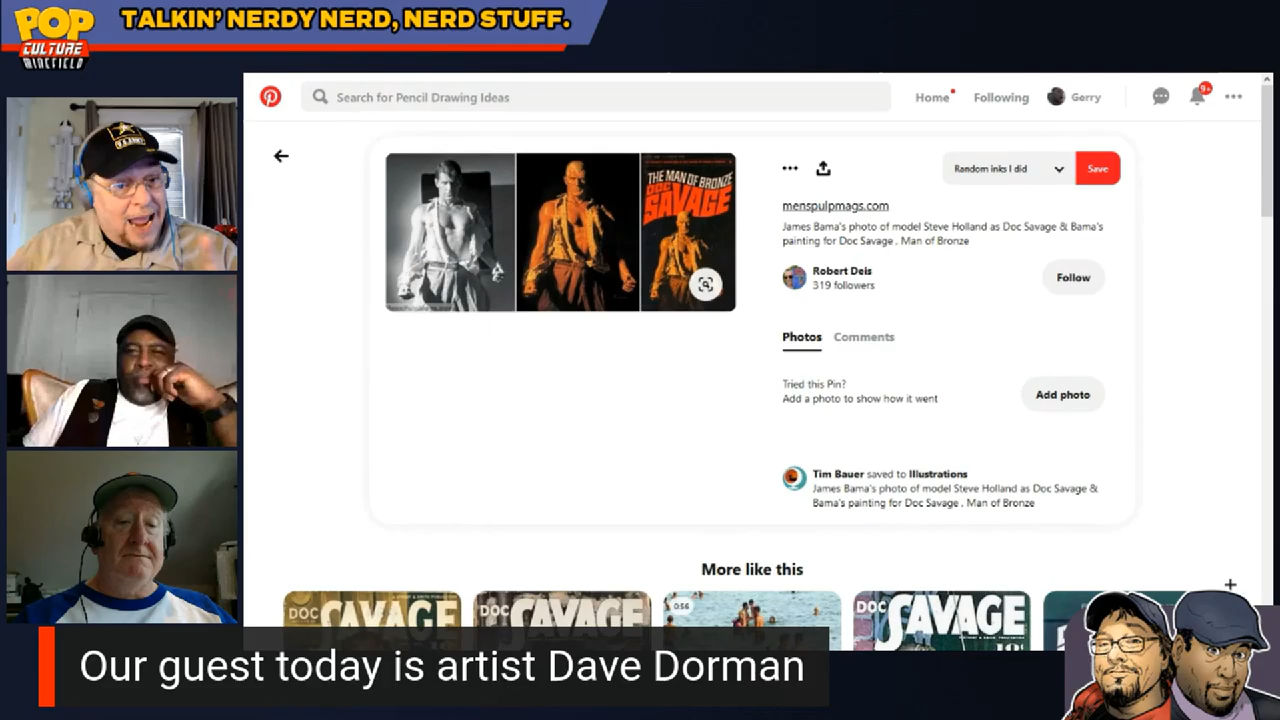 POP
CULTURE
MINEFIELD
TALKIN' NERDY NERD, NERD STUFF.
U.S. ARMY
Search for Pencil Drawing Ideas
Home
Following
Gerry
9+
THE MAN OF BRONZE
DOC
SAVAGE
Random inks I did
Save
menspulpmags.com
James Bama's photo of model Steve Holland as Doc Savage & Bama's
painting for Doc Savage , Man of Bronze
Robert Deis
319 followers
Follow
Photos
Comments
Tried this Pin?
Add a photo to show how it went
Add photo
Tim Bauer saved to Illustrations
James Bama's photo of model Steve Holland as Doc Savage &
Bama's painting for Doc Savage , Man of Bronze
More like this
DOC SAVAGE
DOC SAVAGE
0:56
DOC SAVAGE
Our guest today is artist Dave Dorman